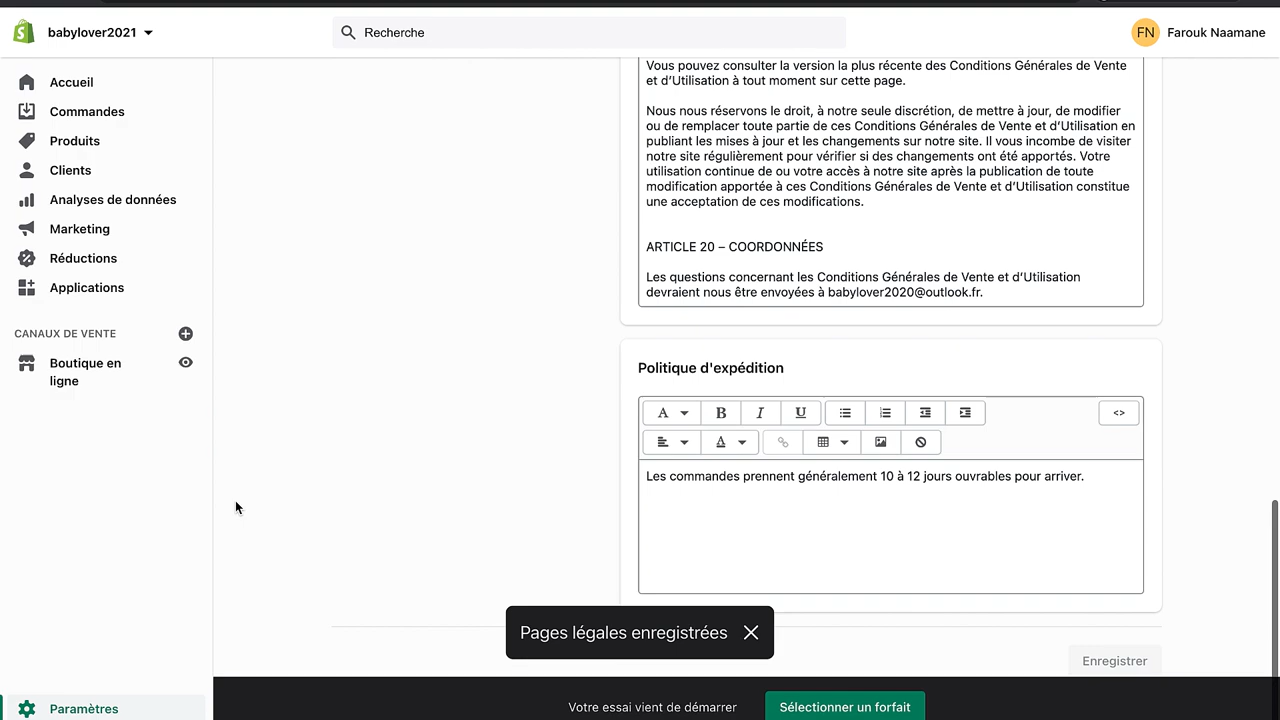 babylover2021
Recherche
FN
Farouk Naamane
Accueil
Commandes
Produits
Clients
Analyses de données
Marketing
Réductions
Applications
CANAUX DE VENTE
Boutique en
ligne
Paramètres
Vous pouvez consulter la version la plus récente des Conditions Générales de Vente
et d’Utilisation à tout moment sur cette page.
Nous nous réservons le droit, à notre seule discrétion, de mettre à jour, de modifier
ou de remplacer toute partie de ces Conditions Générales de Vente et d’Utilisation en
publiant les mises à jour et les changements sur notre site. Il vous incombe de visiter
notre site régulièrement pour vérifier si des changements ont été apportés. Votre
utilisation continue de ou votre accès à notre site après la publication de toute
modification apportée à ces Conditions Générales de Vente et d’Utilisation constitue
une acceptation de ces modifications.
ARTICLE 20 – COORDONNÉES
Les questions concernant les Conditions Générales de Vente et d’Utilisation
devraient nous être envoyées à babylover2020@outlook.fr.
Politique d'expédition
A B I U <>
A
Les commandes prennent généralement 10 à 12 jours ouvrables pour arriver.
Pages légales enregistrées
Enregistrer
Votre essai vient de démarrer
Sélectionner un forfait